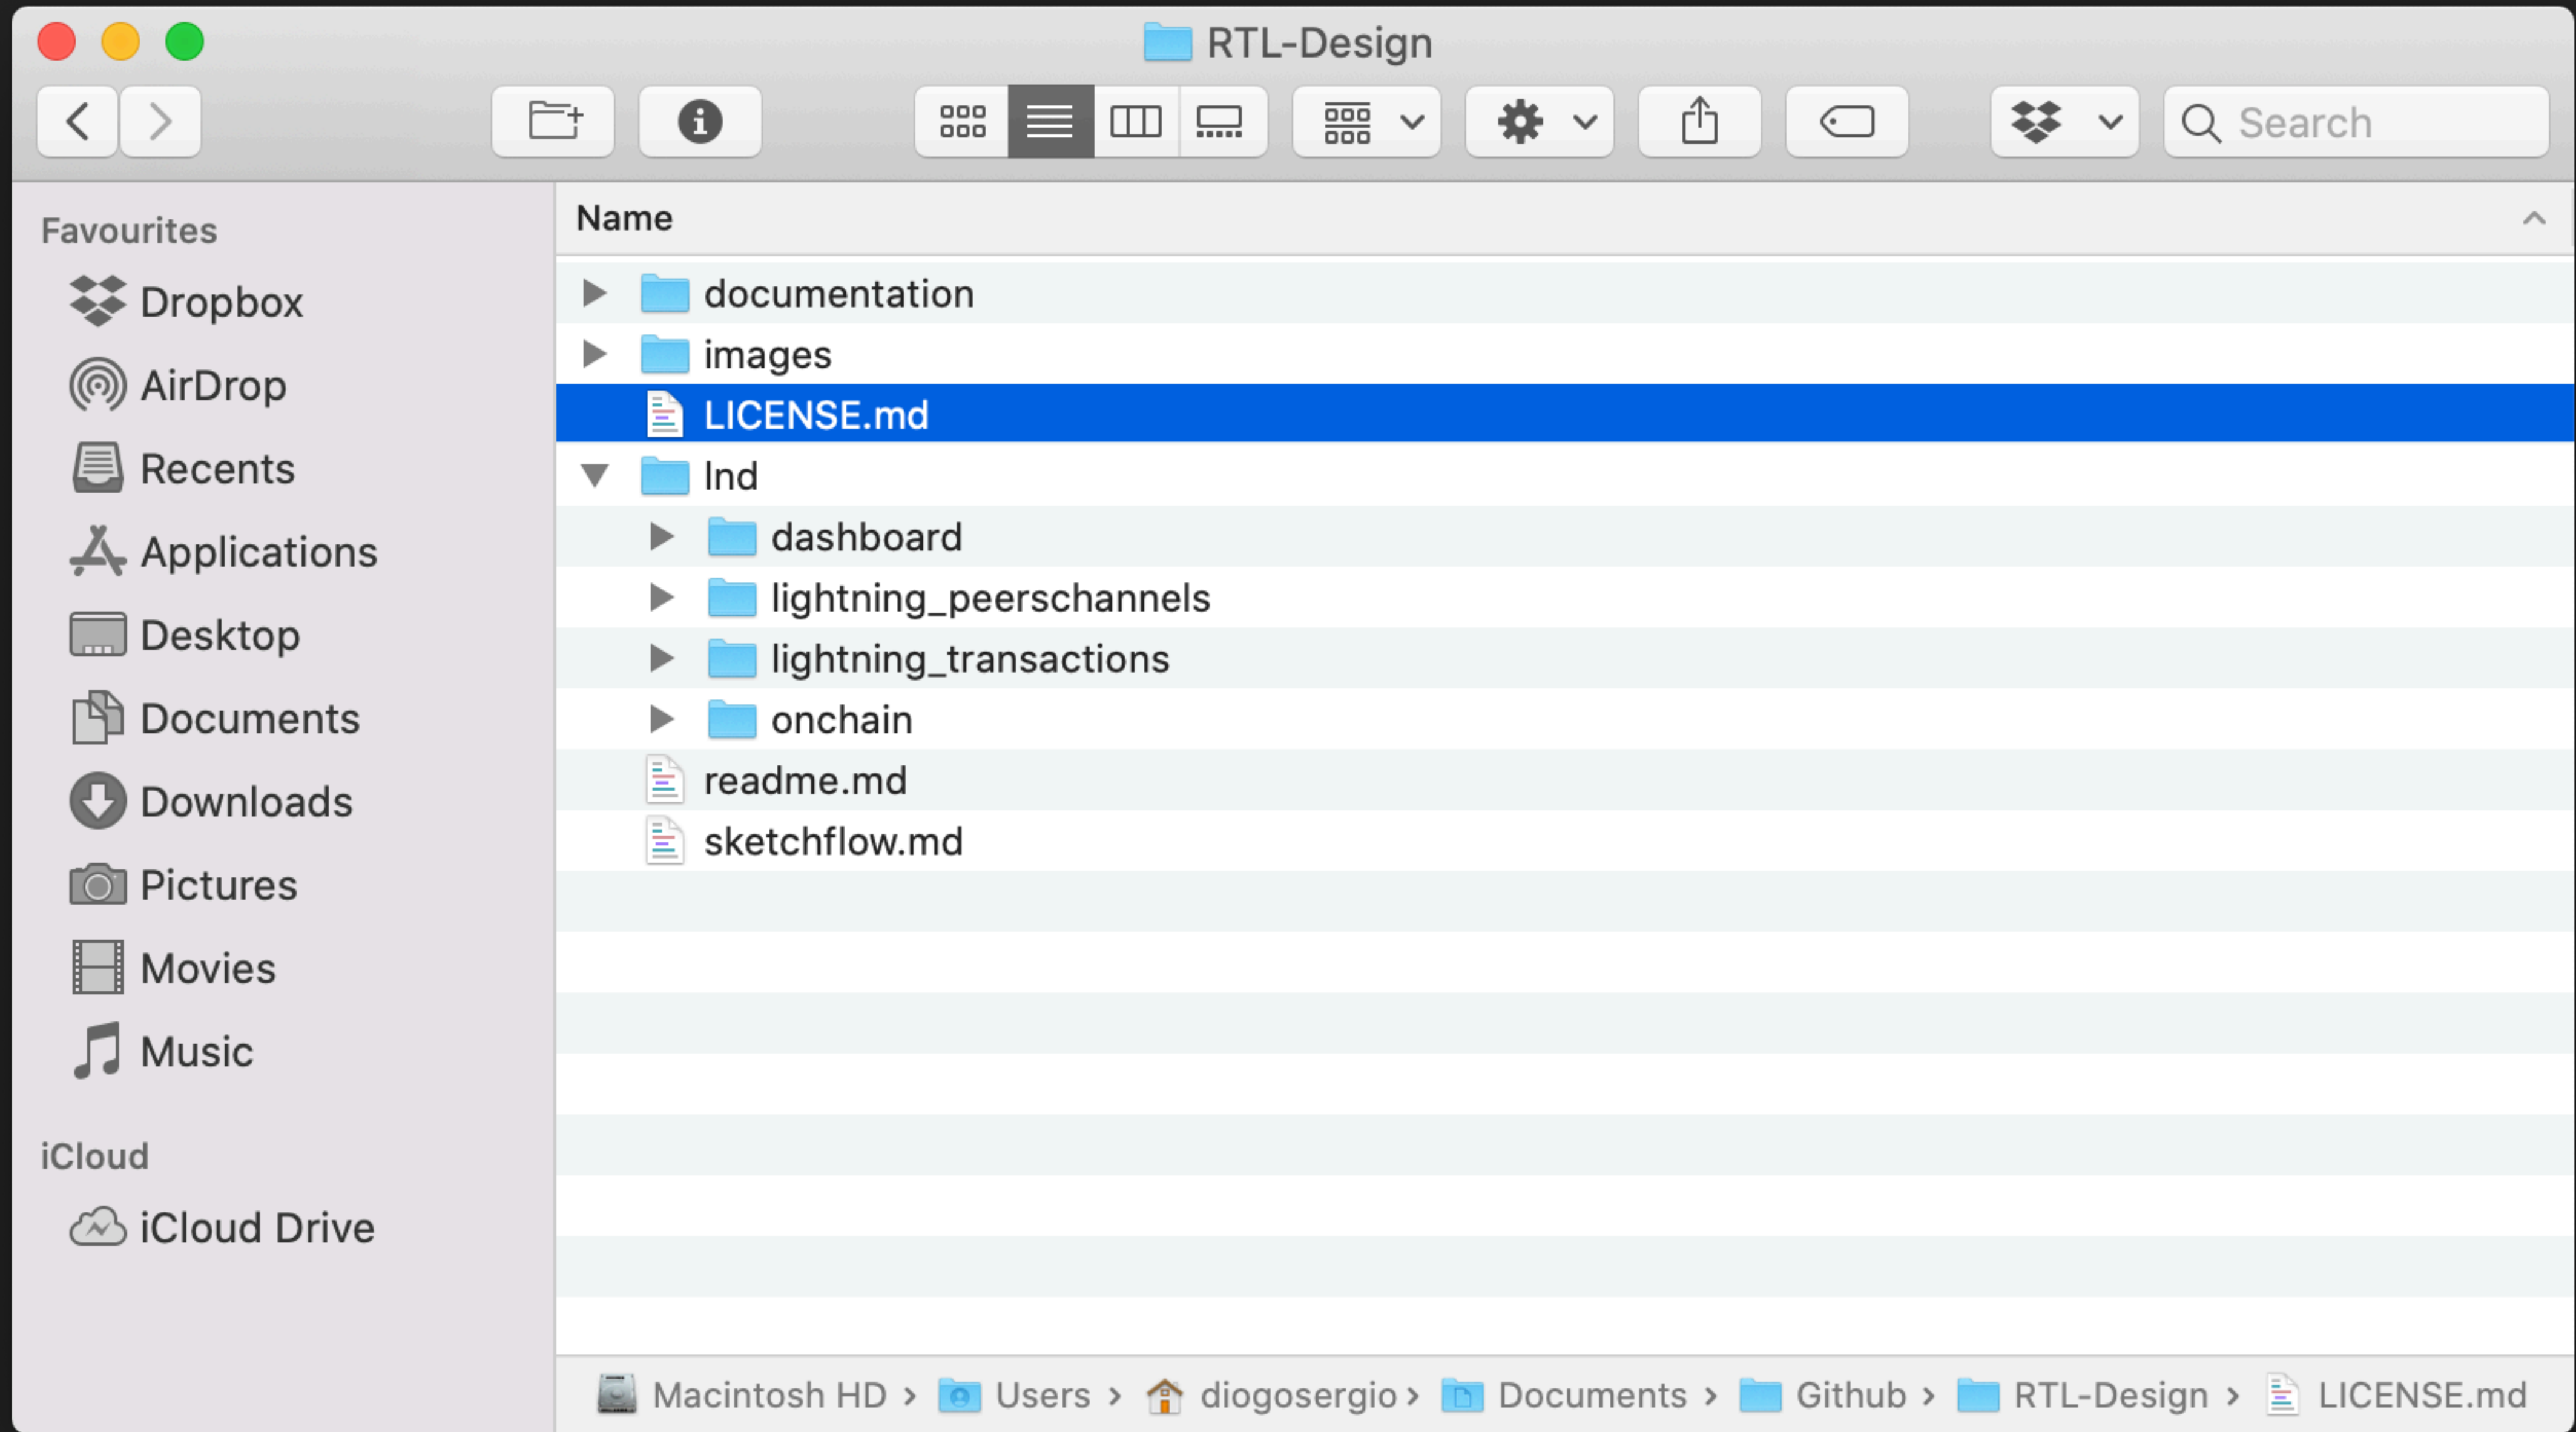 RTL-Design
Search
Favourites
Dropbox
AirDrop
Recents
Applications
Desktop
Documents
Downloads
Pictures
Movies
Music
iCloud
iCloud Drive
Name
documentation
images
LICENSE.md
lnd
dashboard
lightning_peerschannels
lightning_transactions
onchain
readme.md
sketchflow.md
Macintosh HD › Users › diogosergio › Documents › Github › RTL-Design › LICENSE.md